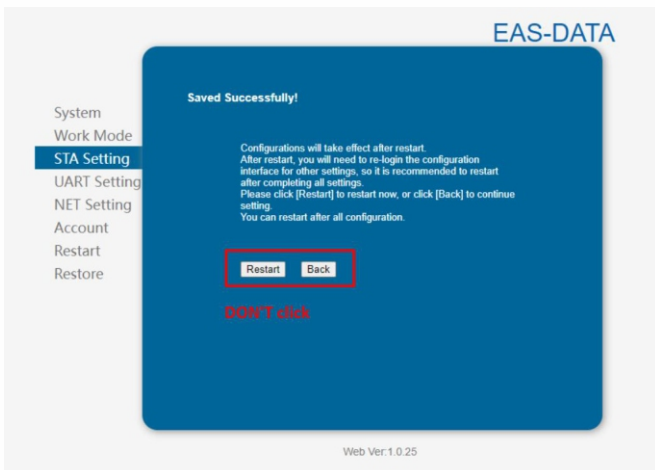 EAS-DATA
System
Work Mode
STA Setting
UART Setting
NET Setting
Account
Restart
Restore
Saved Successfully!
Configurations will take effect after restart.
After restart, you will need to re-login the configuration
interface for other settings, so it is recommended to restart
after completing all settings.
Please click [Restart] to restart now, or click [Back] to continue
setting.
You can restart after all configuration.
Restart Back
DON'T click
Web Ver:1.0.25